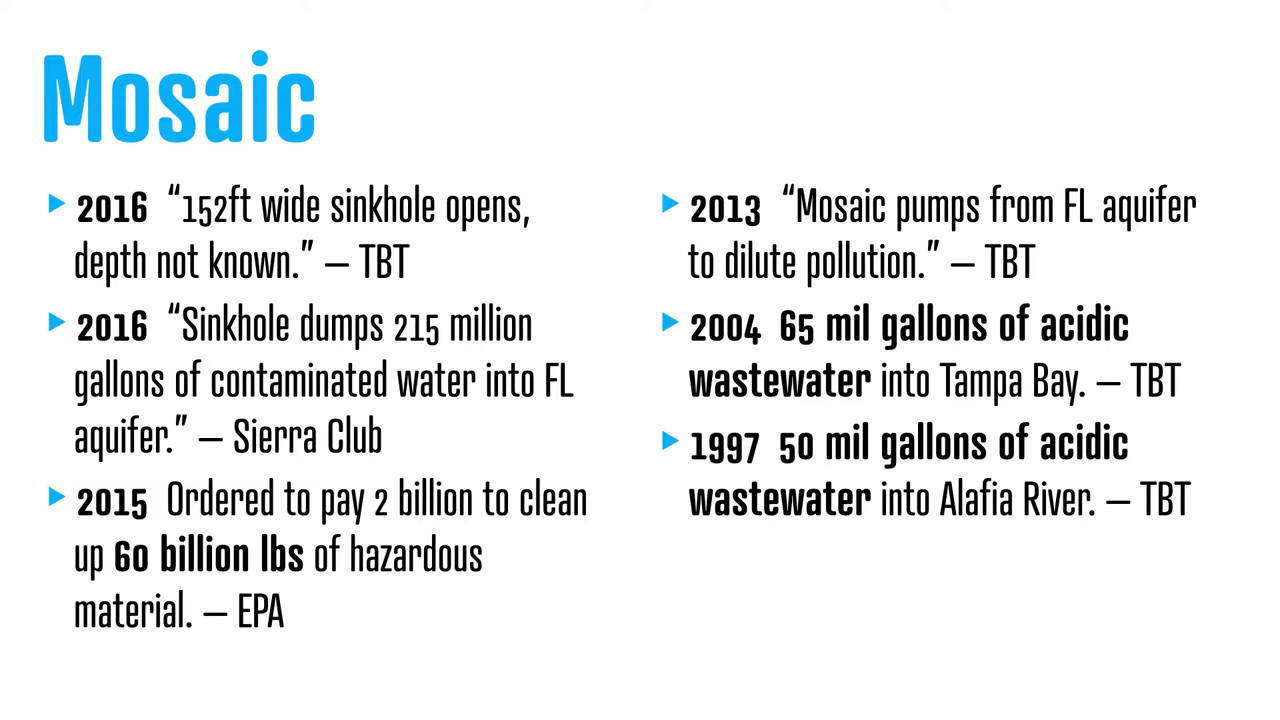 Mosaic
2016 “152ft wide sinkhole opens,
depth not known.” – TBT
2016 “Sinkhole dumps 215 million
gallons of contaminated water into FL
aquifer.” – Sierra Club
2015 Ordered to pay 2 billion to clean
up 60 billion lbs of hazardous
material. – EPA
2013 “Mosaic pumps from FL aquifer
to dilute pollution.” – TBT
2004 65 mil gallons of acidic
wastewater into Tampa Bay. – TBT
1997 50 mil gallons of acidic
wastewater into Alafia River. – TBT